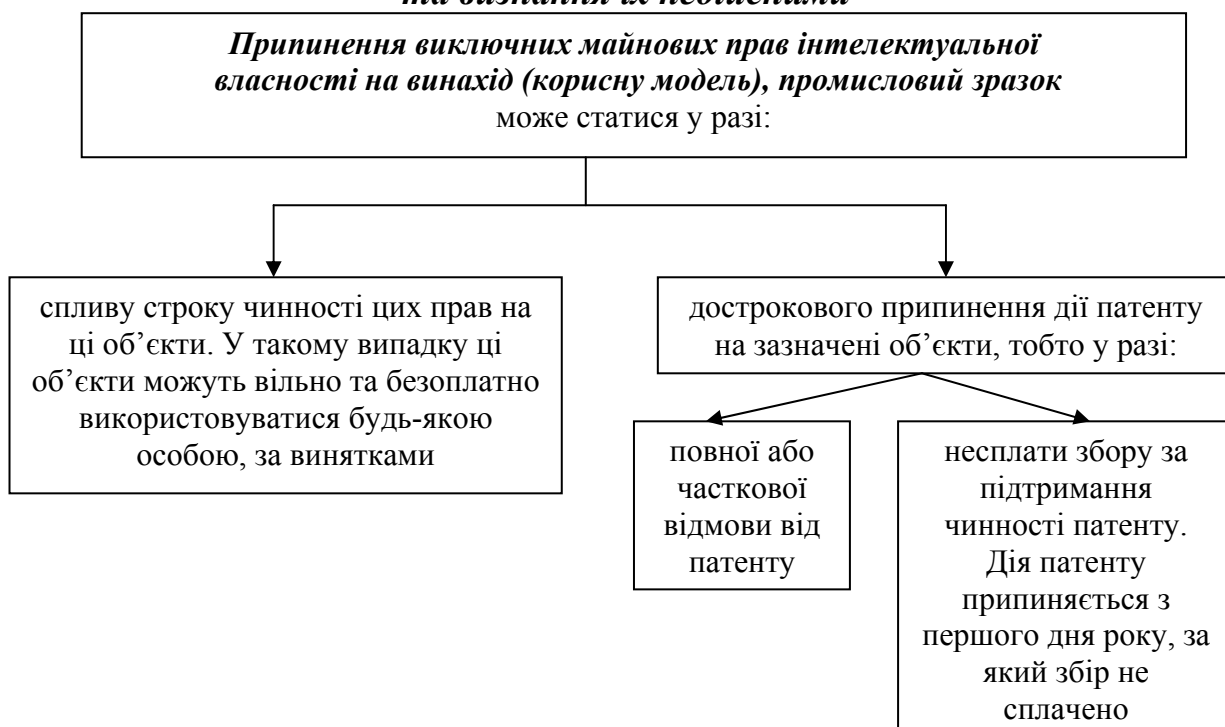 та визнання їх недійсними
Припинення виключних майнових прав інтелектуальної
власності на винахід (корисну модель), промисловий зразок
може статися у разі:
спливу строку чинності цих прав на
ці об’єкти. У такому випадку ці
об’єкти можуть вільно та безоплатно
використовуватися будь-якою
особою, за винятками
дострокового припинення дії патенту
на зазначені об’єкти, тобто у разі:
повної або
часткової
відмови від
патенту
несплати збору за
підтримання
чинності патенту.
Дія патенту
припиняється з
першого дня року, за
який збір не
сплачено